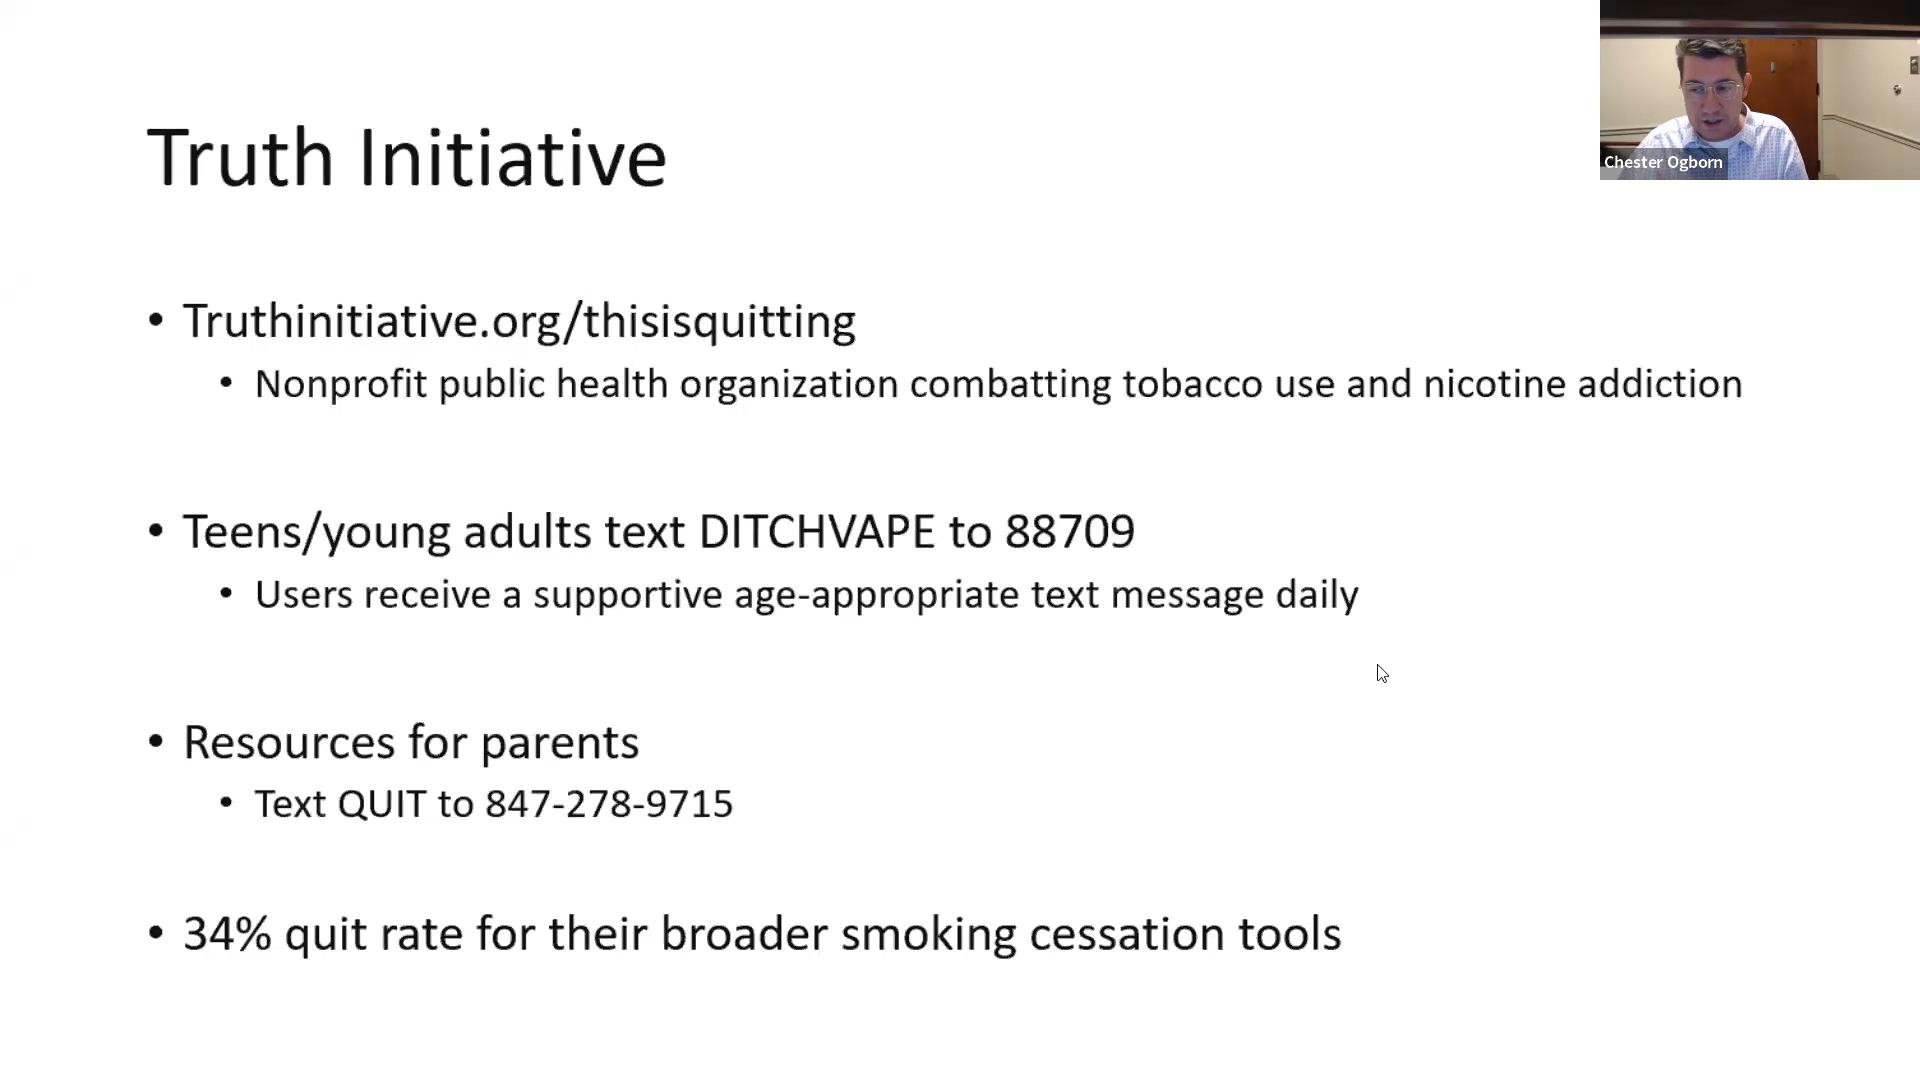 Truth Initiative
Chester Ogborn
• Truthinitiative.org/thisisquitting
• Nonprofit public health organization combatting tobacco use and nicotine addiction
• Teens/young adults text DITCHVAPE to 88709
• Users receive a supportive age-appropriate text message daily
• Resources for parents
• Text QUIT to 847-278-9715
• 34% quit rate for their broader smoking cessation tools